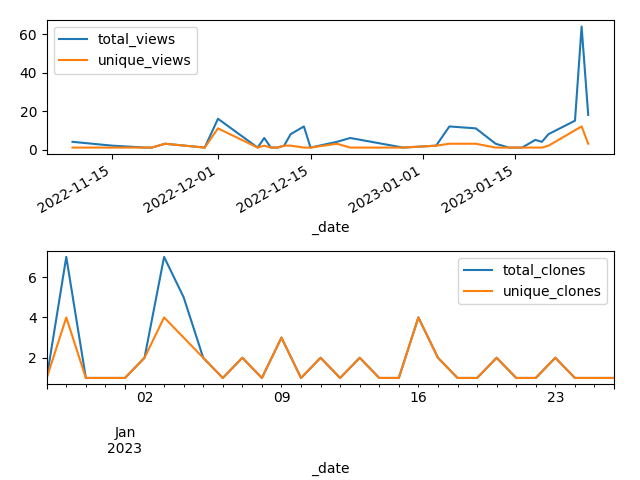 60
40
20
0
total_views
unique_views
2022-11-15
2022-12-01
2022-12-15
2023-01-01
2023-01-15
_date
6
4
2
total_clones
unique_clones
02
09
16
23
Jan
2023
_date